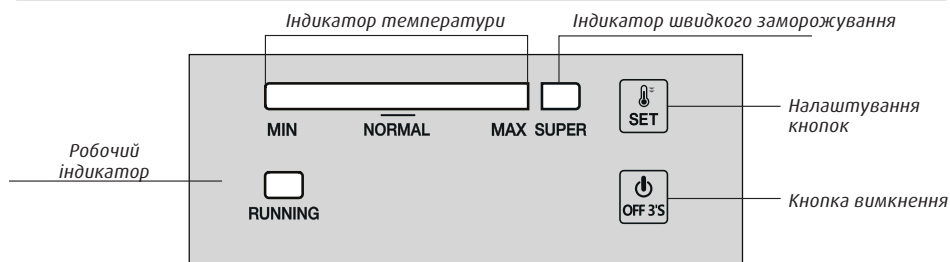 Індикатор температури
Індикатор швидкого заморожування
MIN
NORMAL
MAX SUPER
SET
Налаштування
кнопок
Робочий
індикатор
RUNNING
OFF 3'S
Кнопка вимкнення